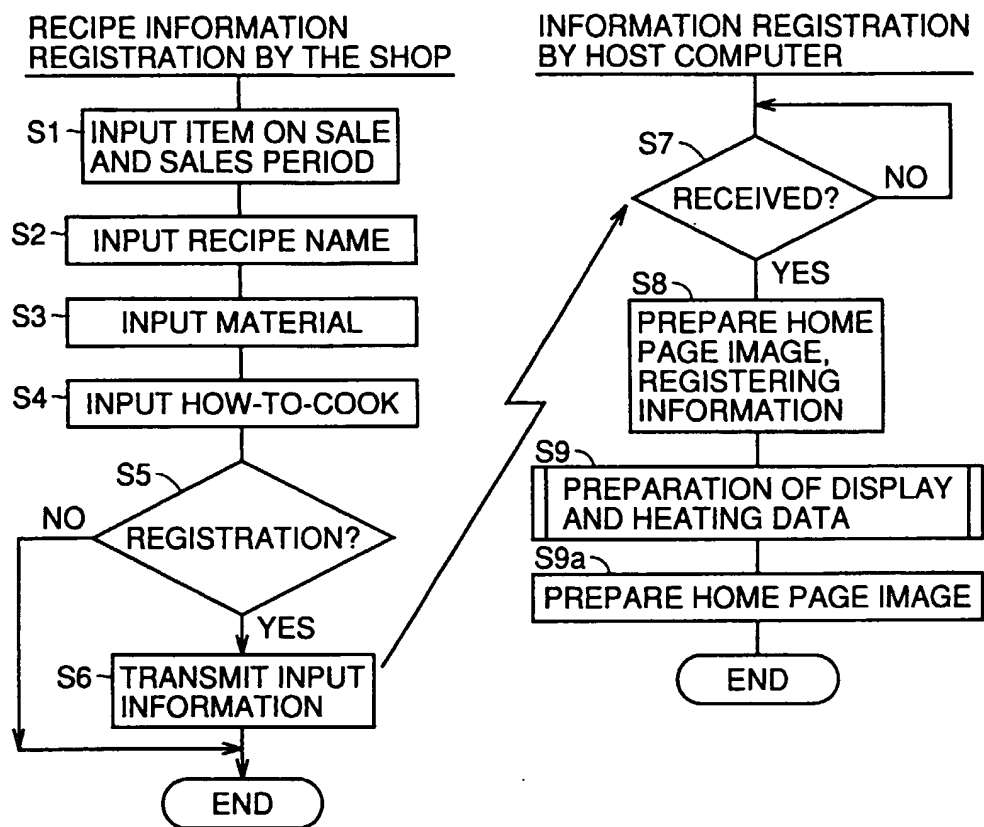 RECIPE INFORMATION
REGISTRATION BY THE SHOP
S1
INPUT ITEM ON SALE
AND SALES PERIOD
S2
INPUT RECIPE NAME
S3
INPUT MATERIAL
S4
INPUT HOW-TO-COOK
S5
NO
REGISTRATION?
YES
S6
TRANSMIT INPUT
INFORMATION
END
INFORMATION REGISTRATION
BY HOST COMPUTER
S7
RECEIVED?
NO
YES
S8
PREPARE HOME
PAGE IMAGE,
REGISTERING
INFORMATION
S9
PREPARATION OF DISPLAY
AND HEATING DATA
S9a
PREPARE HOME PAGE IMAGE
END